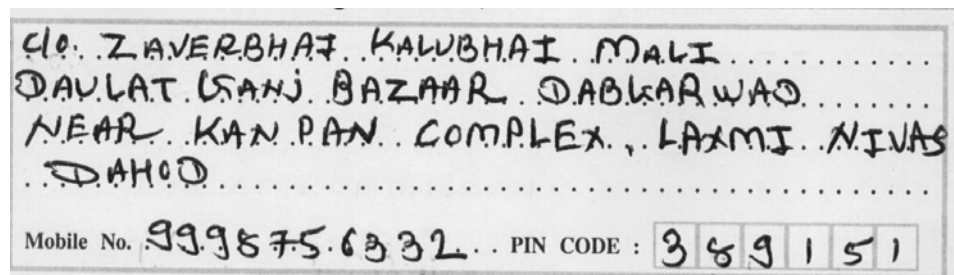 C/o. ZAVERBHAI KALUBHAI MALI
DAULAT GANJ BAZAAR DABKARWAD
NEAR KANPAN COMPLEX, LAXMI NIVAS
DAHOD
Mobile No. 9998756332 PIN CODE : 389151